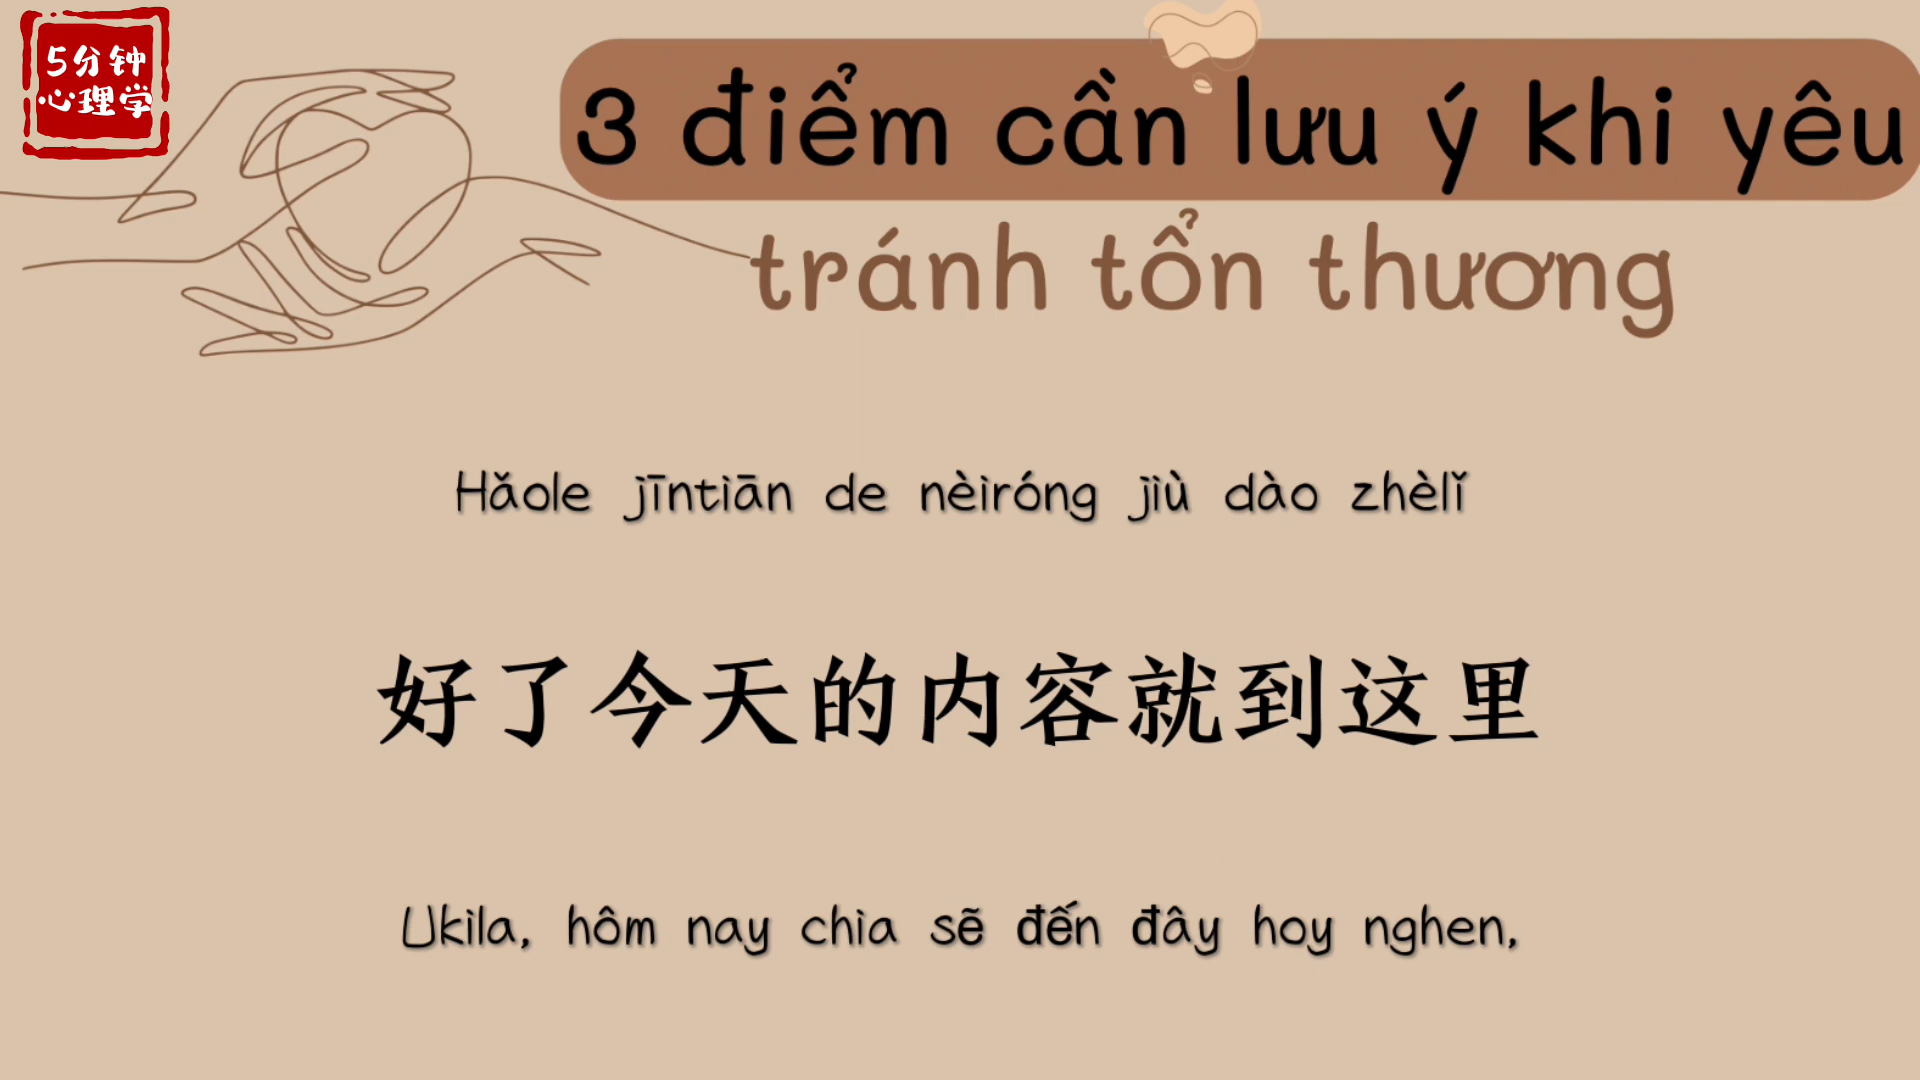 5分钟
心理学
3 điểm cần lưu ý khi yêu
tránh tổn thương
Hǎole jīntiān de nèiróng jiù dào zhèlǐ
好了今天的内容就到这里
Ukila, hôm nay chia sẽ đến đây hoy nghen,